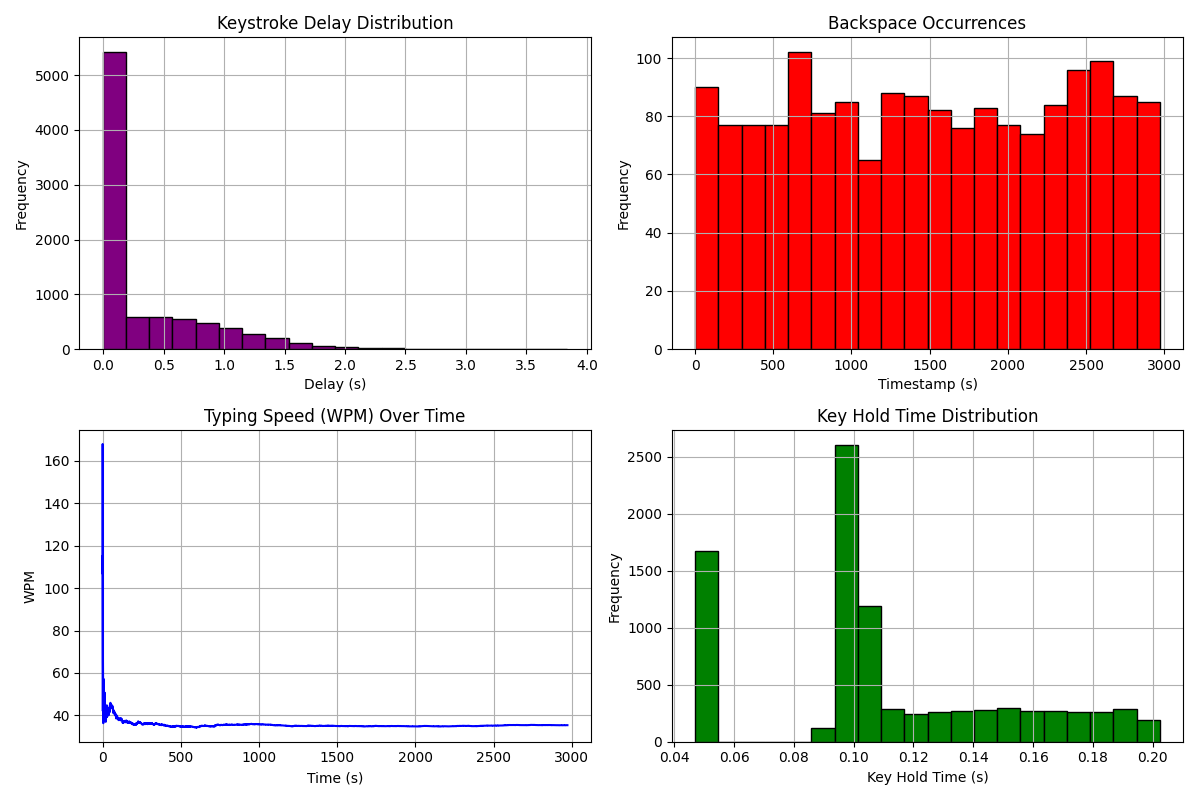 Keystroke Delay Distribution
Frequency
5000
4000
3000
2000
1000
0
0.0 0.5 1.0 1.5 2.0 2.5 3.0 3.5 4.0
Delay (s)
Backspace Occurrences
Frequency
100
80
60
40
20
0
0 500 1000 1500 2000 2500 3000
Timestamp (s)
Typing Speed (WPM) Over Time
WPM
160
140
120
100
80
60
40
0 500 1000 1500 2000 2500 3000
Time (s)
Key Hold Time Distribution
Frequency
2500
2000
1500
1000
500
0
0.04 0.06 0.08 0.10 0.12 0.14 0.16 0.18 0.20
Key Hold Time (s)